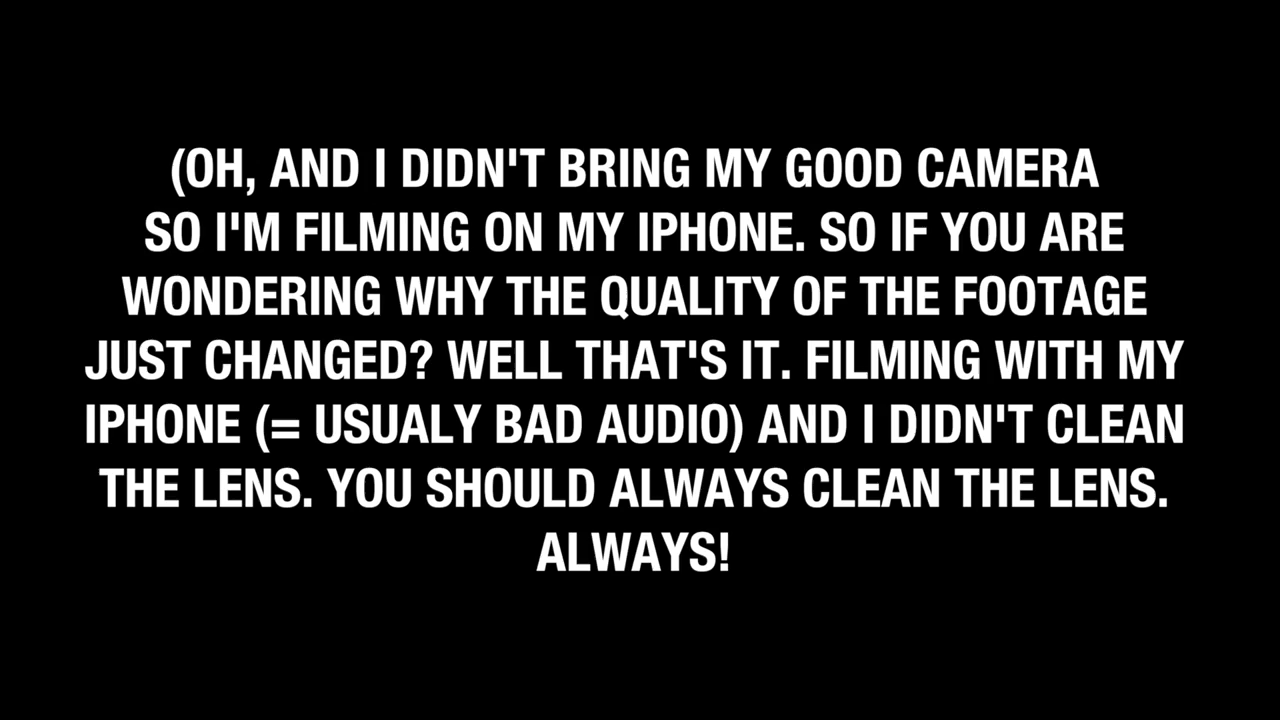 (OH, AND I DIDN'T BRING MY GOOD CAMERA
SO I'M FILMING ON MY IPHONE. SO IF YOU ARE
WONDERING WHY THE QUALITY OF THE FOOTAGE
JUST CHANGED? WELL THAT'S IT. FILMING WITH MY
IPHONE (= USUALY BAD AUDIO) AND I DIDN'T CLEAN
THE LENS. YOU SHOULD ALWAYS CLEAN THE LENS.
ALWAYS!